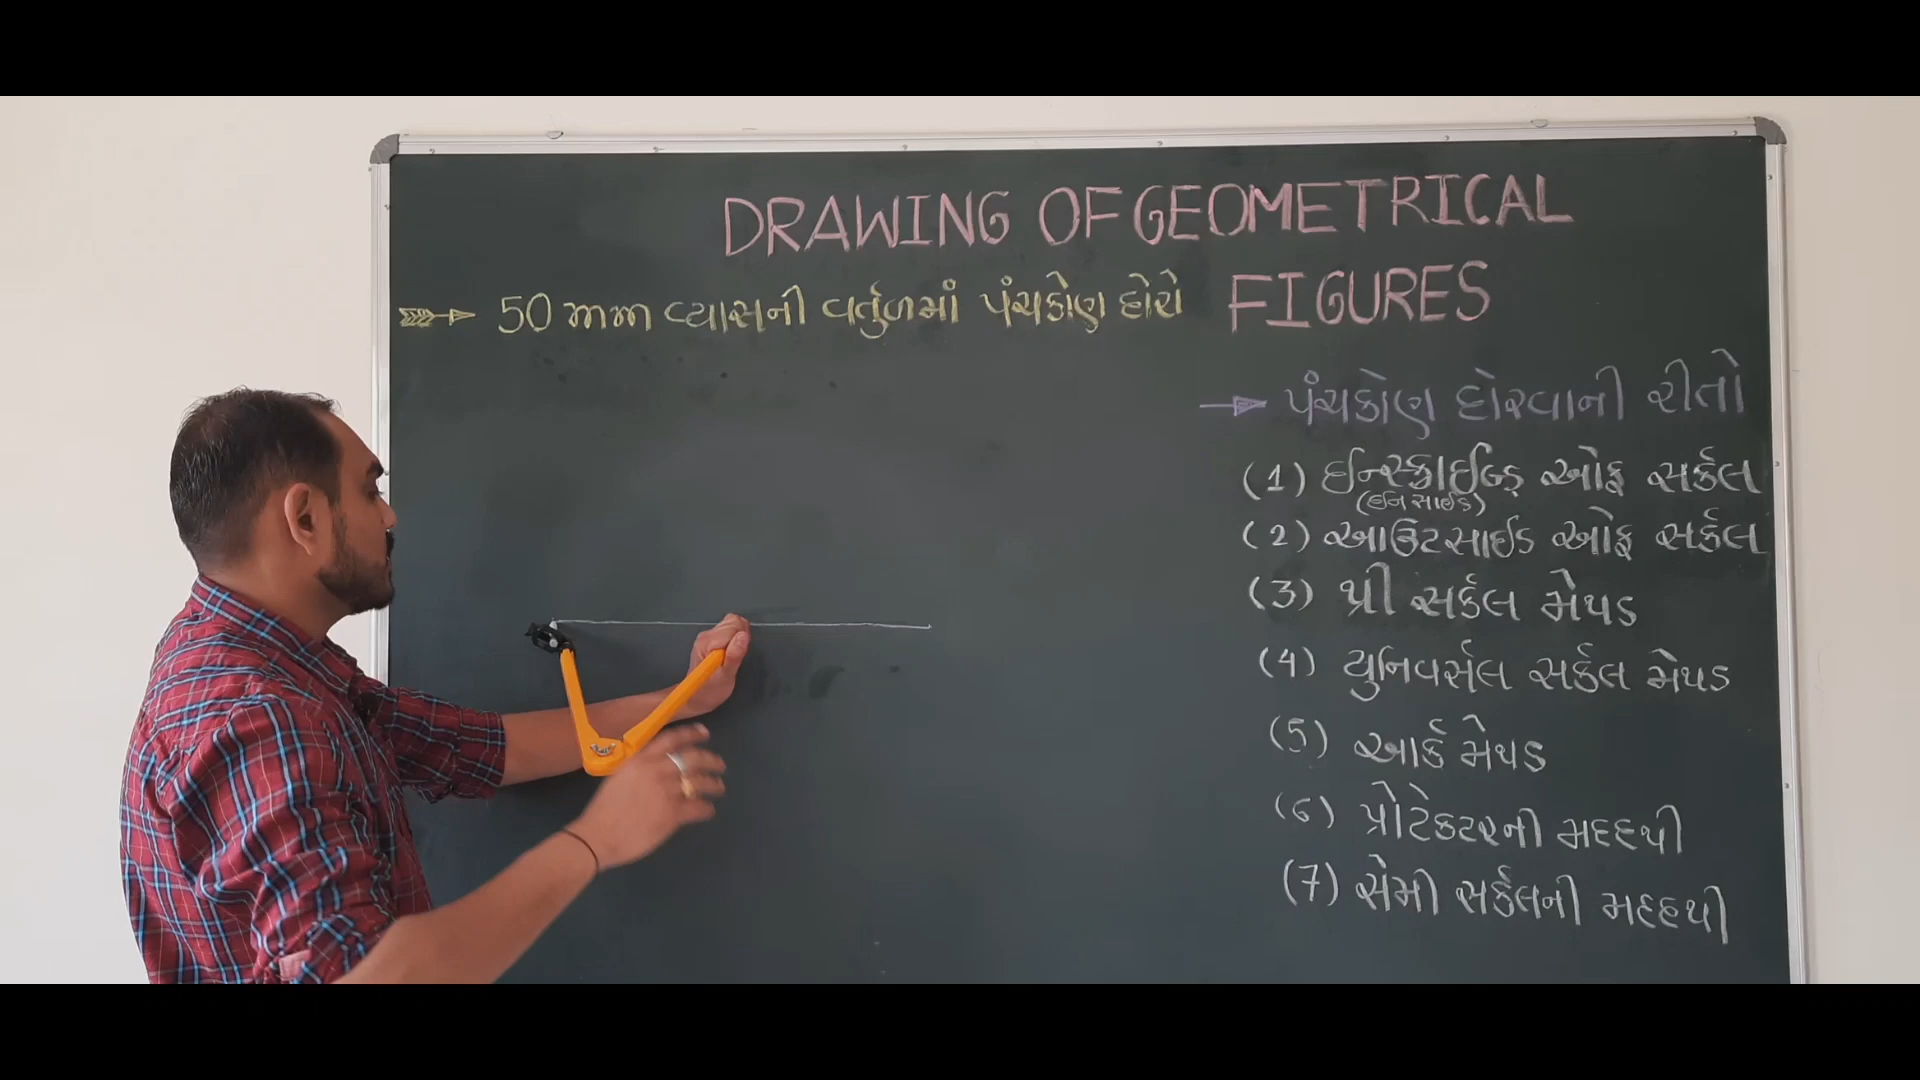 DRAWING OF GEOMETRICAL
FIGURES
50 mm વ્યાસની વર્તુળમાં પંચકોણ દોરો
પંચકોણ દોરવાની રીતો
(1) ઈન્સ્ક્રાઈબ્ડ ઓફ સર્કલ
(ઈનસાઈડ)
(2) આઉટસાઈડ ઓફ સર્કલ
(3) થ્રી સર્કલ મેથડ
(4) યુનિવર્સલ સર્કલ મેથડ
(5) આર્ક મેથડ
(6) પ્રોટેકટરની મદદથી
(7) સેમી સર્કલની મદદથી